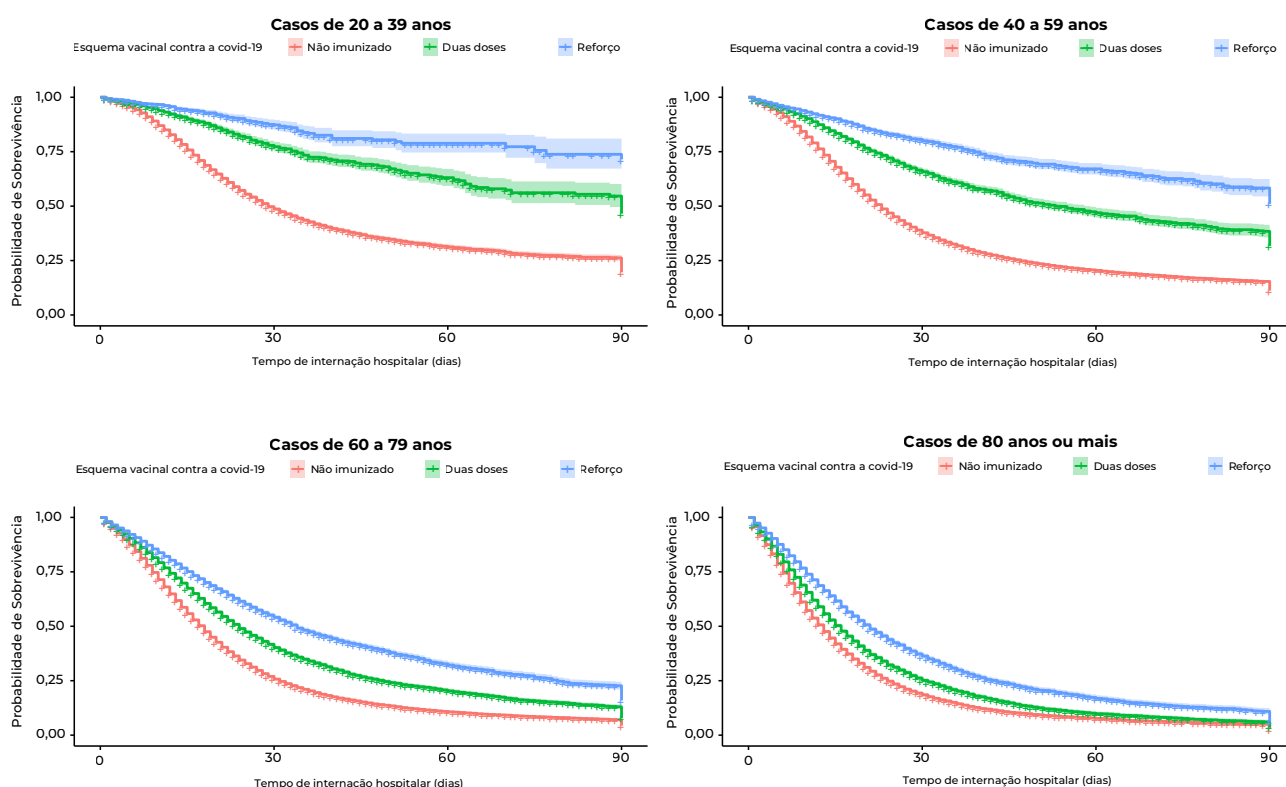 Casos de 20 a 39 anos
Esquema vacinal contra a covid-19 Não imunizado Duas doses Reforço
Probabilidade de Sobrevivência
1,00
0,75
0,50
0,25
0,00
0 30 60 90
Tempo de internação hospitalar (dias)
Casos de 40 a 59 anos
Esquema vacinal contra a covid-19 Não imunizado Duas doses Reforço
Probabilidade de Sobrevivência
1,00
0,75
0,50
0,25
0,00
0 30 60 90
Tempo de internação hospitalar (dias)
Casos de 60 a 79 anos
Esquema vacinal contra a covid-19 Não imunizado Duas doses Reforço
Probabilidade de Sobrevivência
1,00
0,75
0,50
0,25
0,00
0 30 60 90
Tempo de internação hospitalar (dias)
Casos de 80 anos ou mais
Esquema vacinal contra a covid-19 Não imunizado Duas doses Reforço
Probabilidade de Sobrevivência
1,00
0,75
0,50
0,25
0,00
0 30 60 90
Tempo de internação hospitalar (dias)